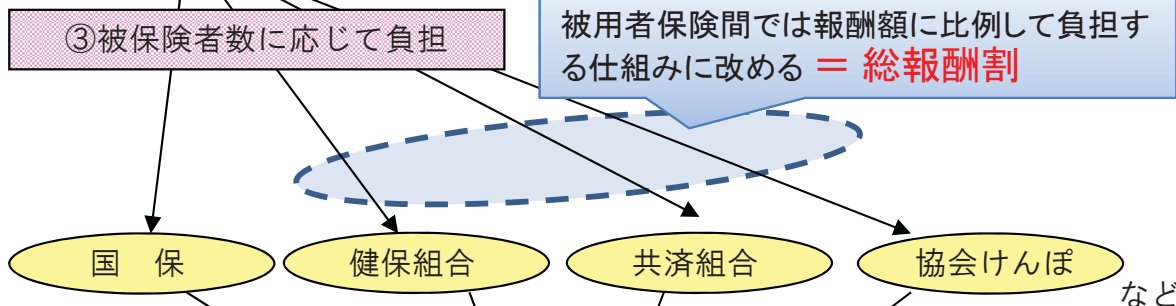 ③被保険者数に応じて負担
被用者保険間では報酬額に比例して負担す
る仕組みに改める ＝ 総報酬割
国　保
健保組合
共済組合
協会けんぽ
など